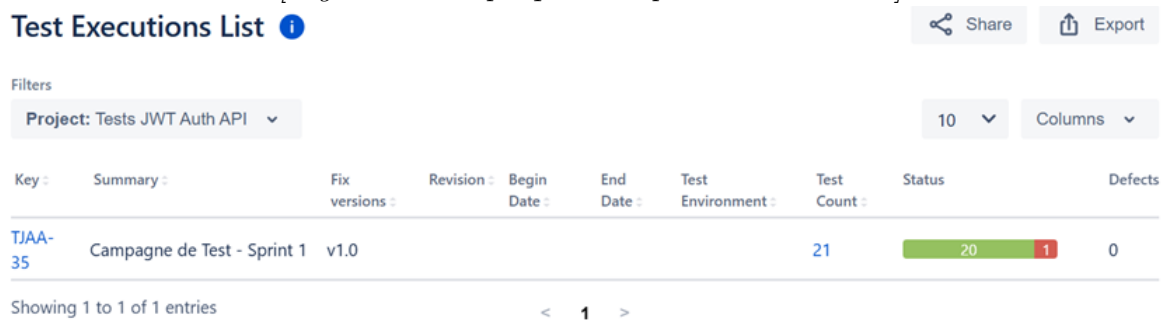 Test Executions List
Share
Export
Filters
Project: Tests JWT Auth API
10
Columns
Key Summary Fix versions Revision Begin Date End Date Test Environment Test Count Status Defects
TJAA-35 Campagne de Test - Sprint 1 v1.0 21 20 1 0
Showing 1 to 1 of 1 entries
< 1 >